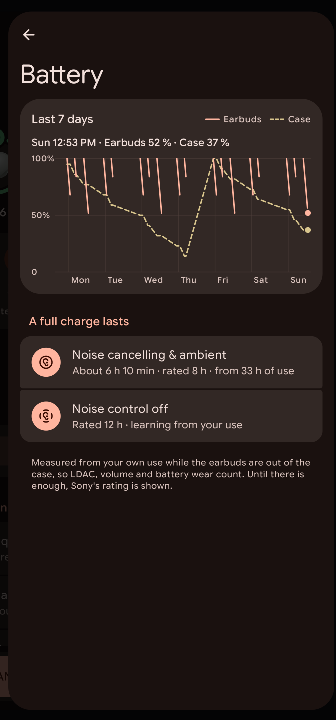 Battery
Last 7 days
Earbuds
Case
Sun 12:53 PM · Earbuds 52 % · Case 37 %
100%
50%
0
Mon Tue Wed Thu Fri Sat Sun
A full charge lasts
Noise cancelling & ambient
About 6 h 10 min · rated 8 h · from 33 h of use
Noise control off
Rated 12 h · learning from your use
Measured from your own use while the earbuds are out of the
case, so LDAC, volume and battery wear count. Until there is
enough, Sony's rating is shown.